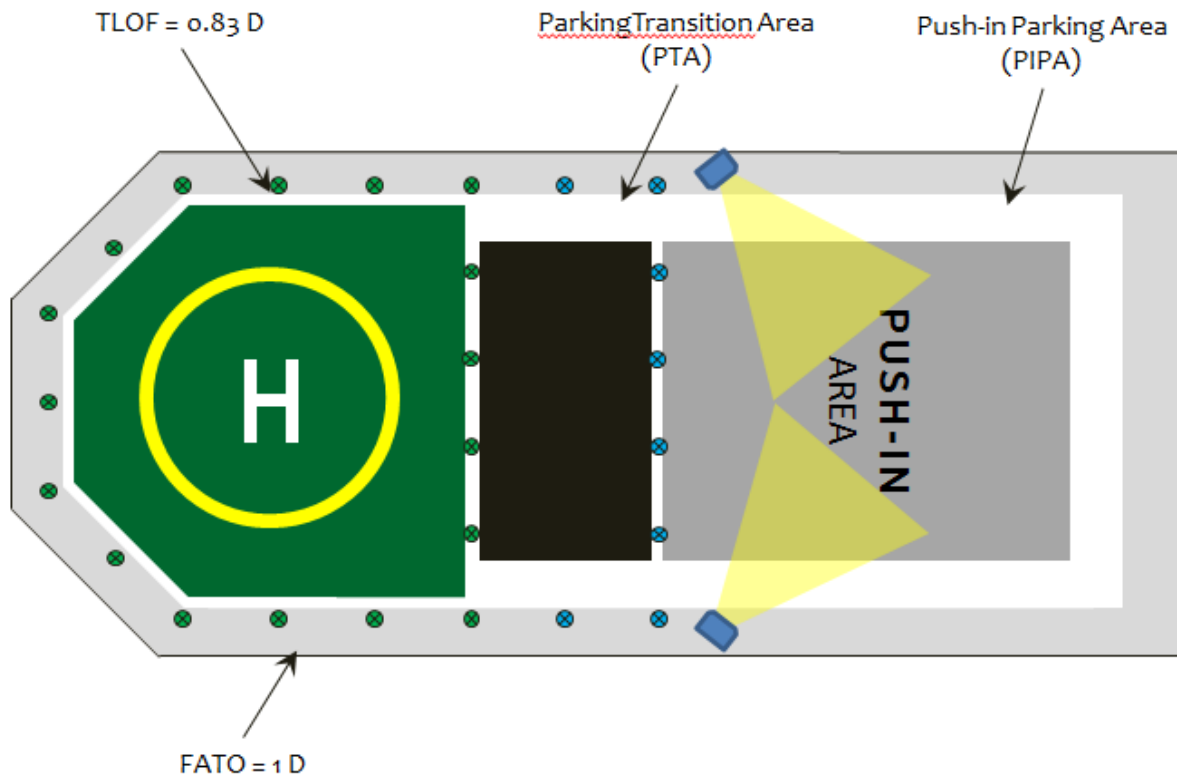 TLOF = 0.83 D
ParkingTransition Area
(PTA)
Push-in Parking Area
(PIPA)
H
PUSH-IN
AREA
FATO = 1 D